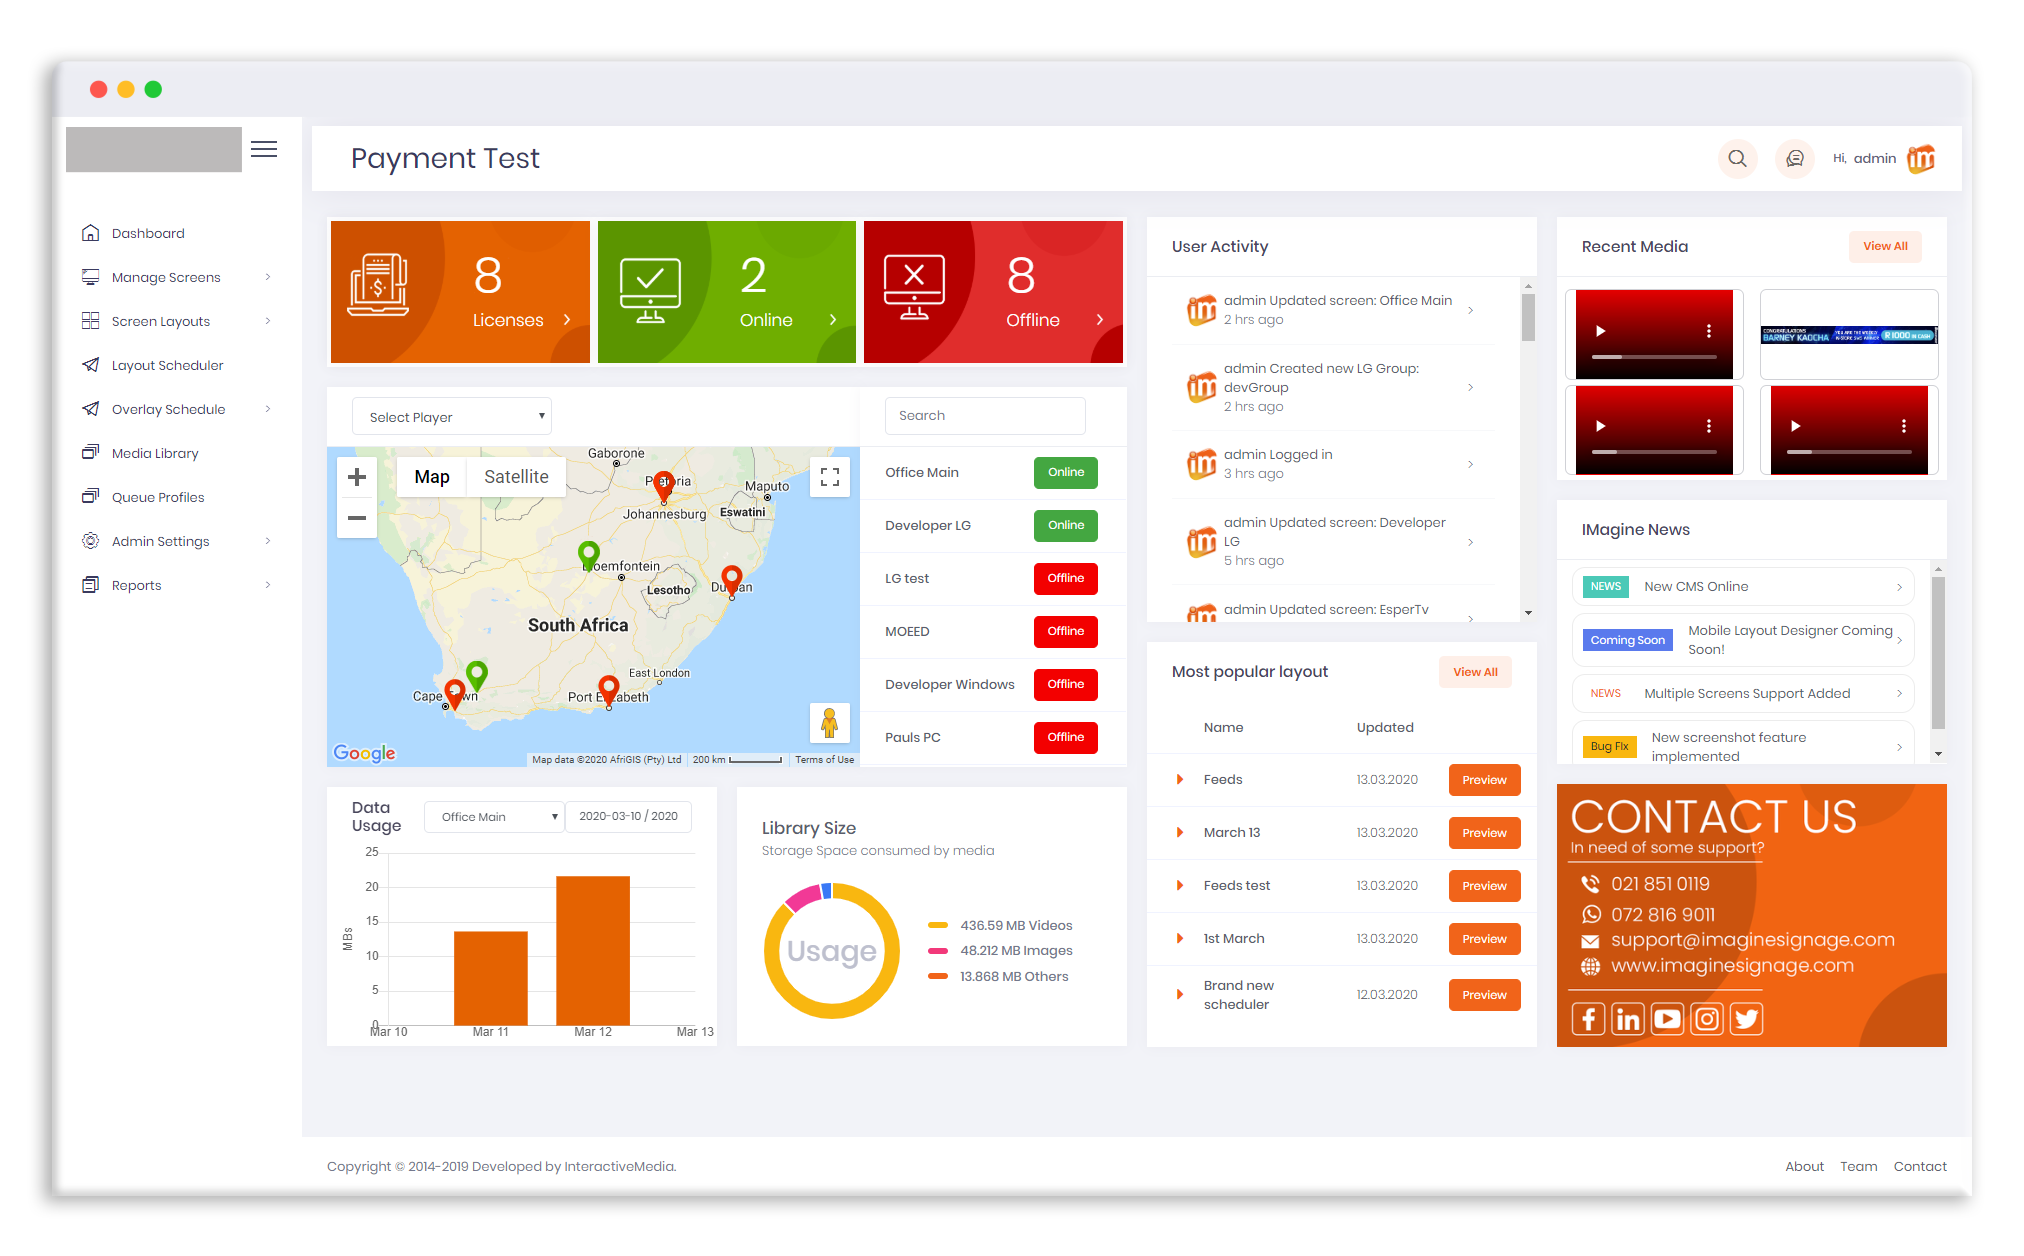 Payment Test
Hi, admin
im
Dashboard
Manage Screens
Screen Layouts
Layout Scheduler
Overlay Schedule
Media Library
Queue Profiles
Admin Settings
Reports
8
Licenses
2
Online
8
Offline
Select Player
Search
Map
Satellite
Gaborone
Maputo
Johannesburg
Eswatini
Lesotho
South Africa
East London
Google
Map data ©2020 AfriGIS (Pty) Ltd
200 km
Terms of Use
Office Main
Online
Developer LG
Online
LG test
Offline
MOEED
Offline
Developer Windows
Offline
Pauls PC
Offline
Data
Usage
Office Main
2020-03-10 / 2020
25
20
15
10
5
0
MBs
Mar 10
Mar 11
Mar 12
Mar 13
Library Size
Storage Space consumed by media
Usage
436.59 MB Videos
48.212 MB Images
13.868 MB Others
User Activity
admin Updated screen: Office Main
2 hrs ago
admin Created new LG Group:
devGroup
2 hrs ago
admin Logged in
3 hrs ago
admin Updated screen: Developer
LG
5 hrs ago
admin Updated screen: EsperTv
Most popular layout
View All
Name
Updated
Feeds
13.03.2020
Preview
March 13
13.03.2020
Preview
Feeds test
13.03.2020
Preview
1st March
13.03.2020
Preview
Brand new
scheduler
12.03.2020
Preview
Recent Media
View All
CONGRATULATIONS
BARNEY KAOCHA
R1000 IN CASH
IMagine News
NEWS
New CMS Online
Coming Soon
Mobile Layout Designer Coming
Soon!
NEWS
Multiple Screens Support Added
Bug Fix
New screenshot feature
implemented
CONTACT US
In need of some support?
021 851 0119
072 816 9011
support@imaginesignage.com
www.imaginesignage.com
Copyright © 2014-2019 Developed by InteractiveMedia.
About
Team
Contact